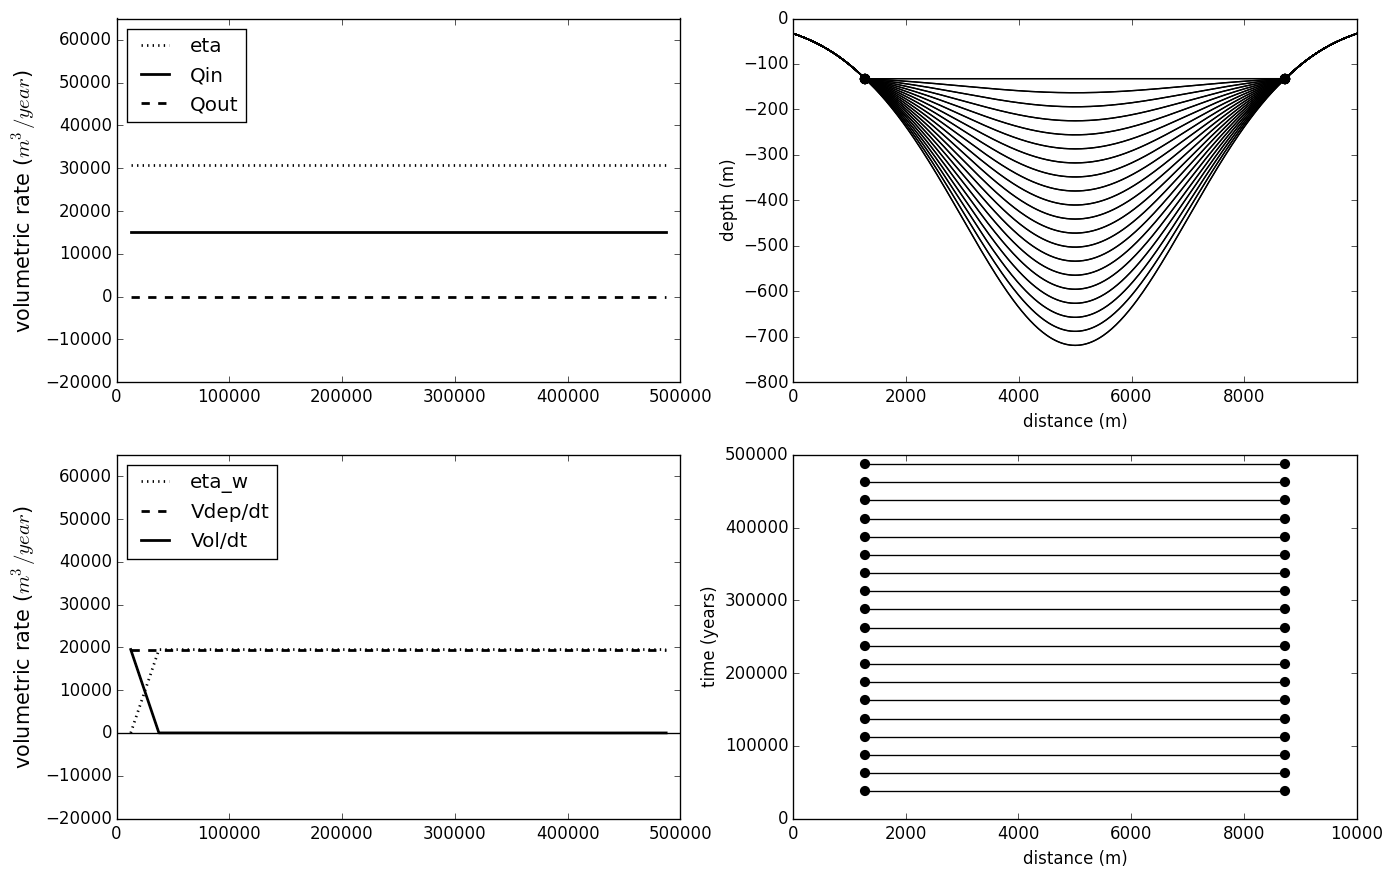 60000
50000
40000
30000
20000
10000
0
−10000
−20000
volumetric rate (m³/year)
eta
Qin
Qout
0 100000 200000 300000 400000 500000
0
−100
−200
−300
−400
−500
−600
−700
−800
depth (m)
0 2000 4000 6000 8000
distance (m)
60000
50000
40000
30000
20000
10000
0
−10000
−20000
volumetric rate (m³/year)
eta_w
Vdep/dt
Vol/dt
0 100000 200000 300000 400000 500000
500000
400000
300000
200000
100000
0
time (years)
0 2000 4000 6000 8000 10000
distance (m)